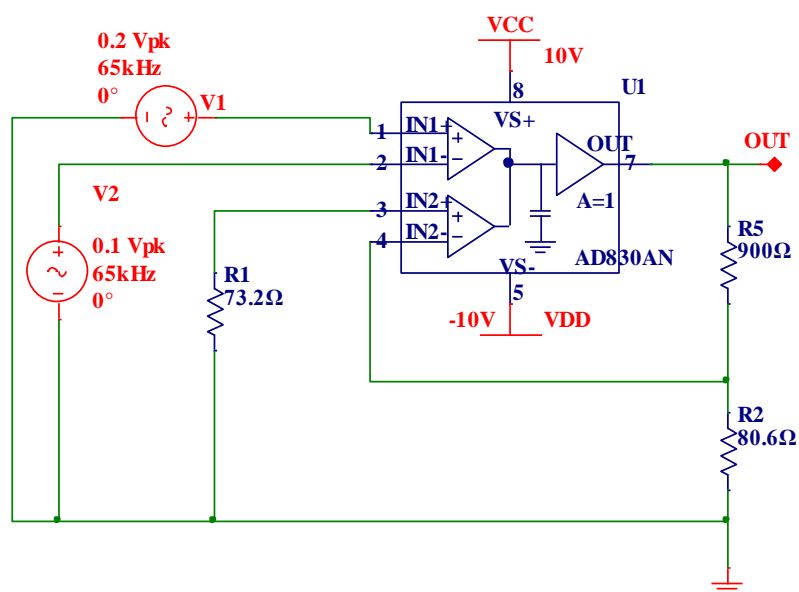 VCC
10V
0.2 Vpk
65kHz
0°
V1
U1
8
VS+
1
IN1+
2
IN1-
OUT
7
OUT
A=1
3
IN2+
4
IN2-
VS-
AD830AN
5
-10V
VDD
V2
0.1 Vpk
65kHz
0°
R1
73.2Ω
R5
900Ω
R2
80.6Ω